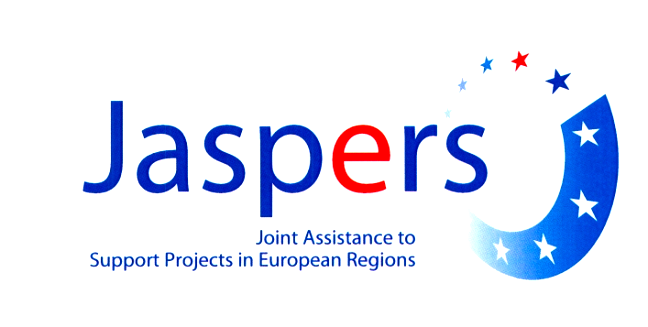 Jaspers
Joint Assistance to
Support Projects in European Regions